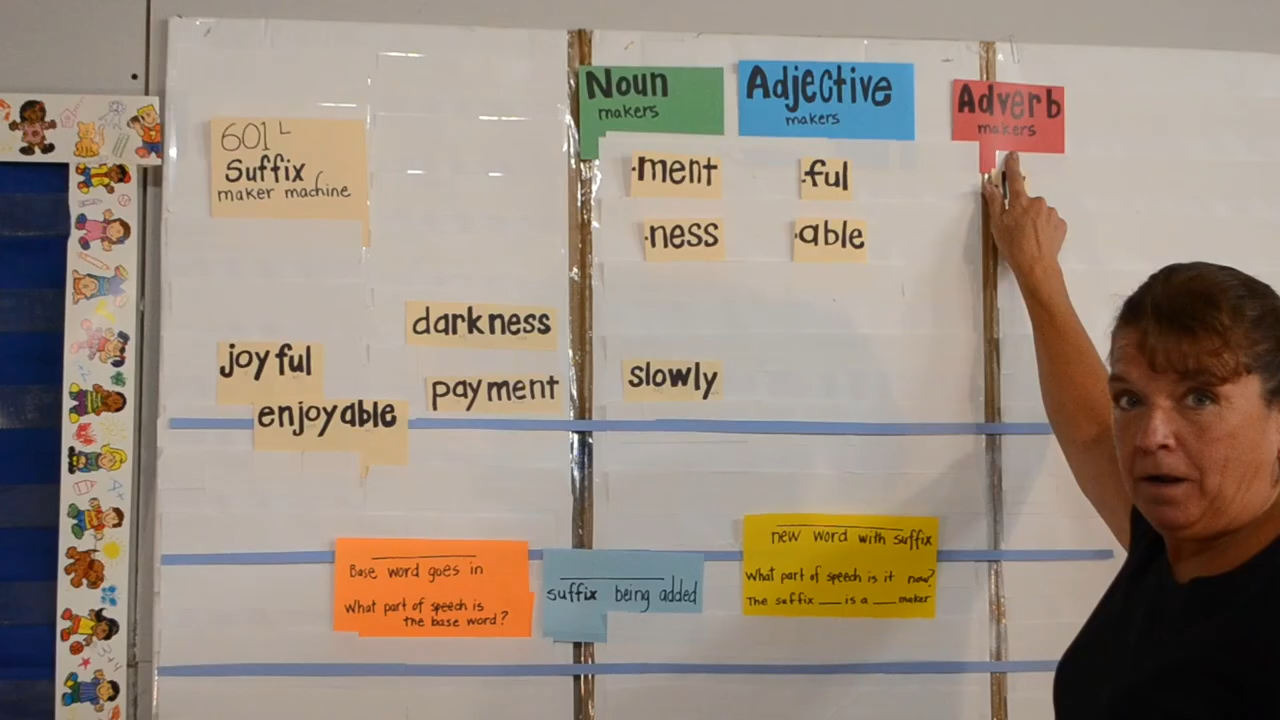 601 L
Suffix
maker machine
Noun
makers
Adjective
makers
Adverb
makers
-ment
-ness
-ful
-able
darkness
joyful
payment
enjoyable
slowly
Base word goes in
What part of speech is
the base word?
suffix being added
new word with suffix
What part of speech is it now?
The suffix ___ is a ___ maker